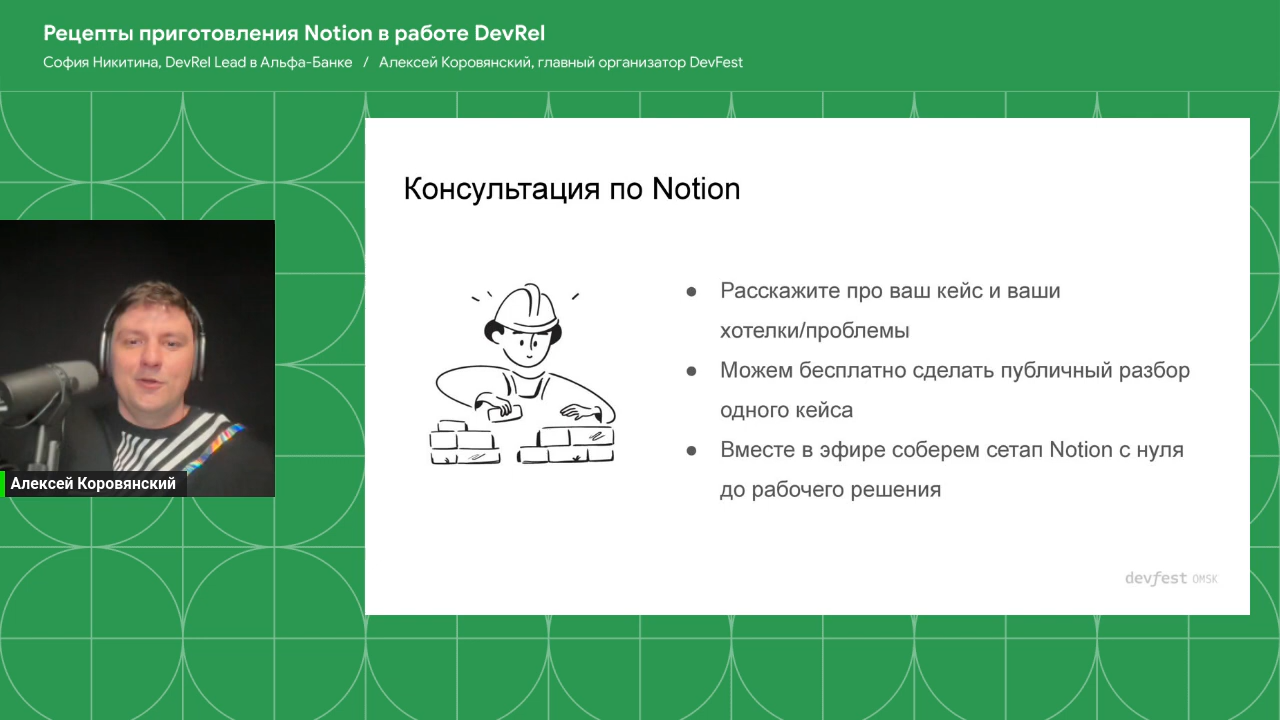 Рецепты приготовления Notion в работе DevRel
София Никитина, DevRel Lead в Альфа-Банке / Алексей Коровянский, главный организатор DevFest
Консультация по Notion
● Расскажите про ваш кейс и ваши
хотелки/проблемы
● Можем бесплатно сделать публичный разбор
одного кейса
● Вместе в эфире соберем сетап Notion с нуля
до рабочего решения
Алексей Коровянский
devfest OMSK